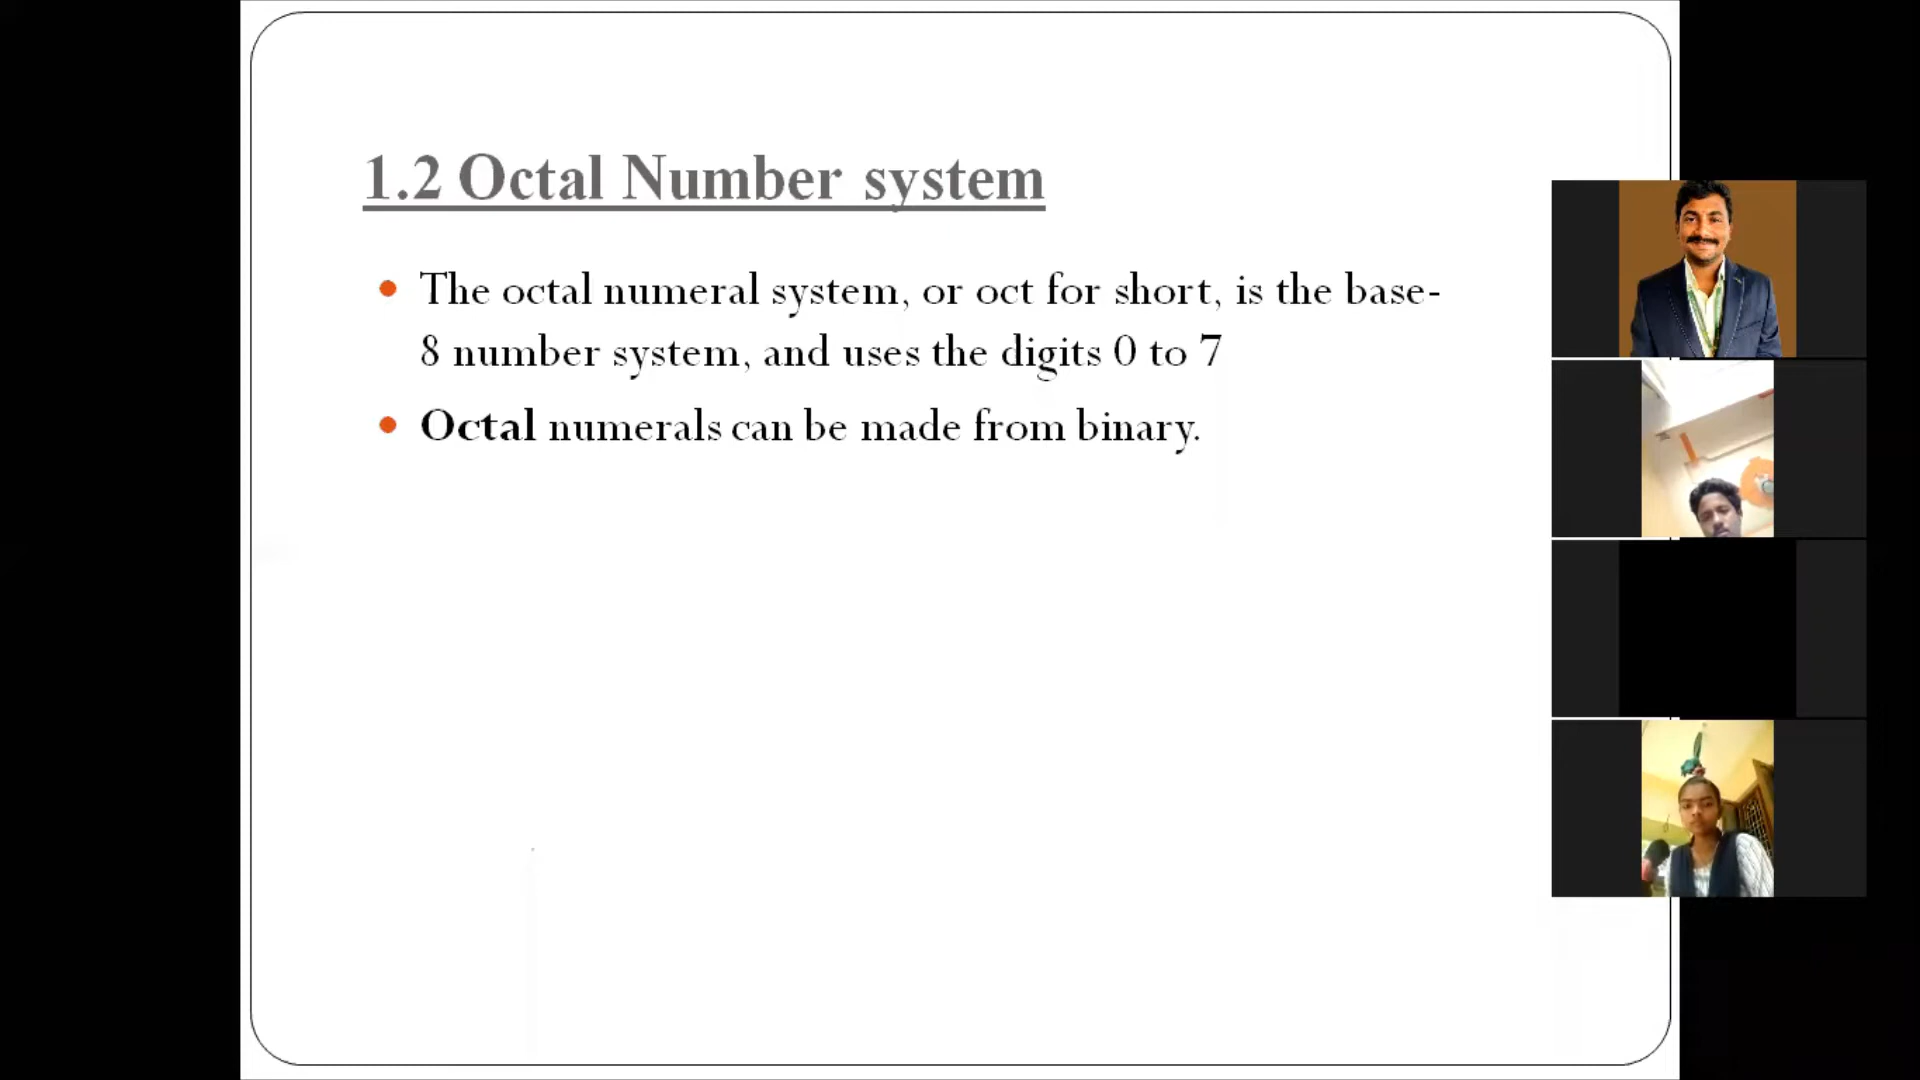 1.2 Octal Number system
The octal numeral system, or oct for short, is the base-
8 number system, and uses the digits 0 to 7
Octal numerals can be made from binary.